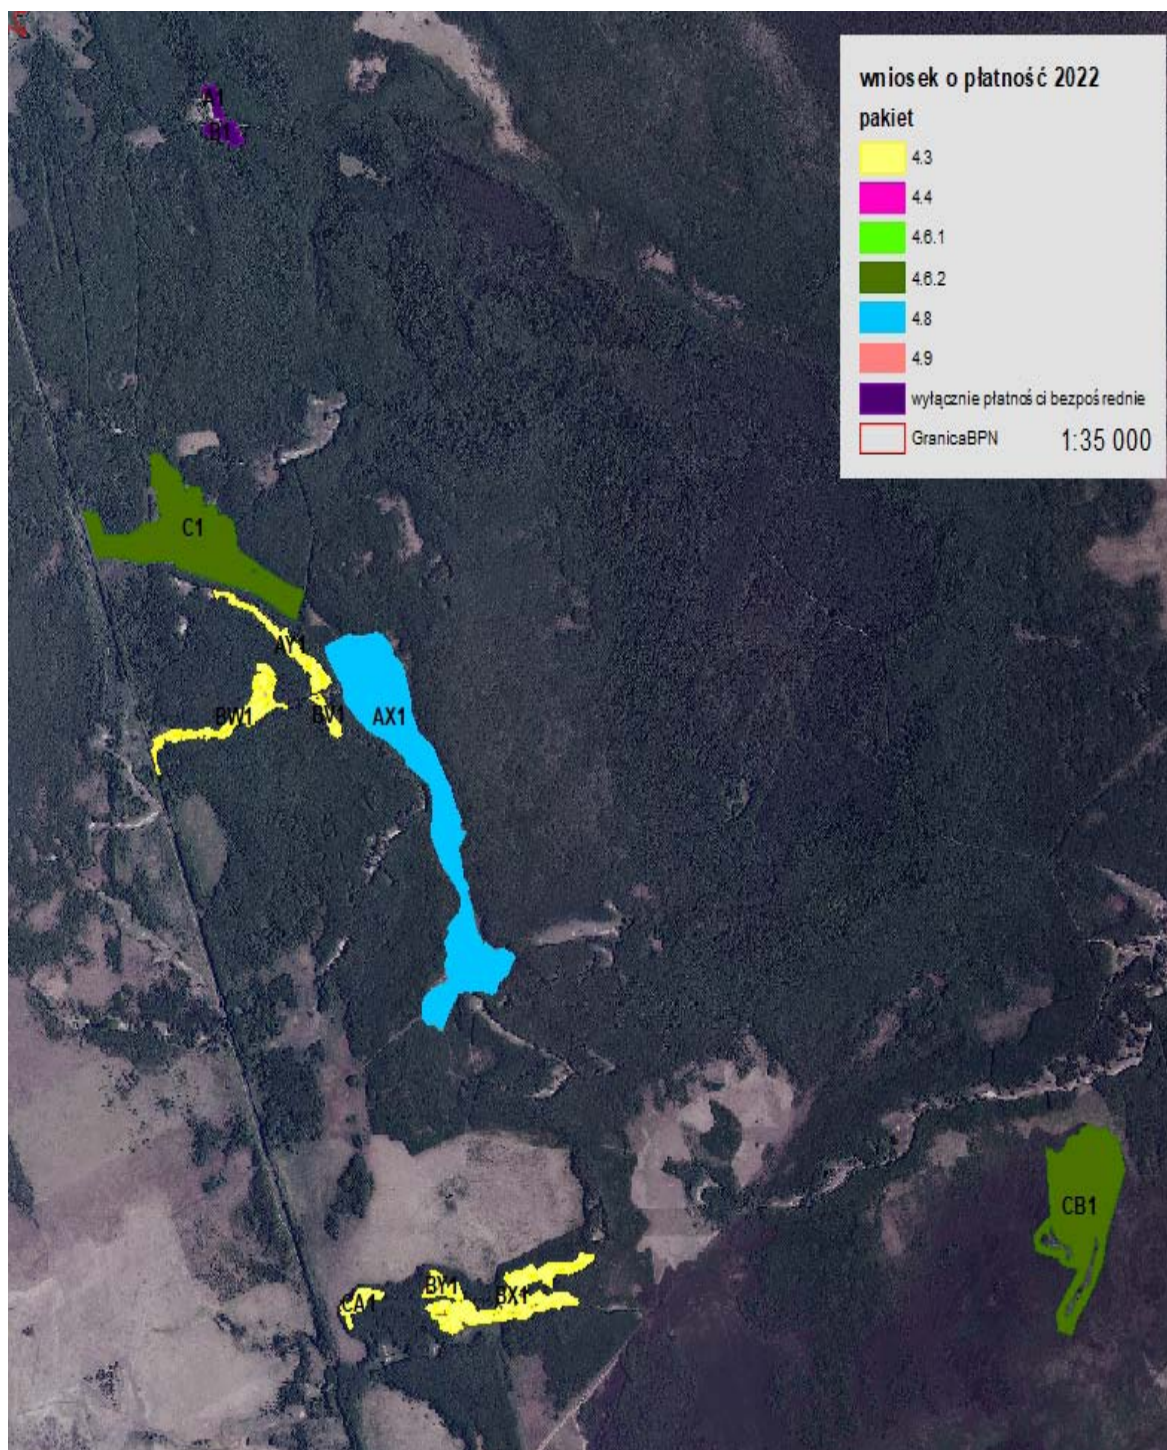 wniosek o płatność 2022
pakiet
4.3
4.4
4.6.1
4.6.2
4.8
4.9
wyłącznie płatności bezpośrednie
GranicaBPN 1:35 000
A1
B1
C1
AY1
BW1
BV1
AX1
CB1
BY1
BX1
CA1